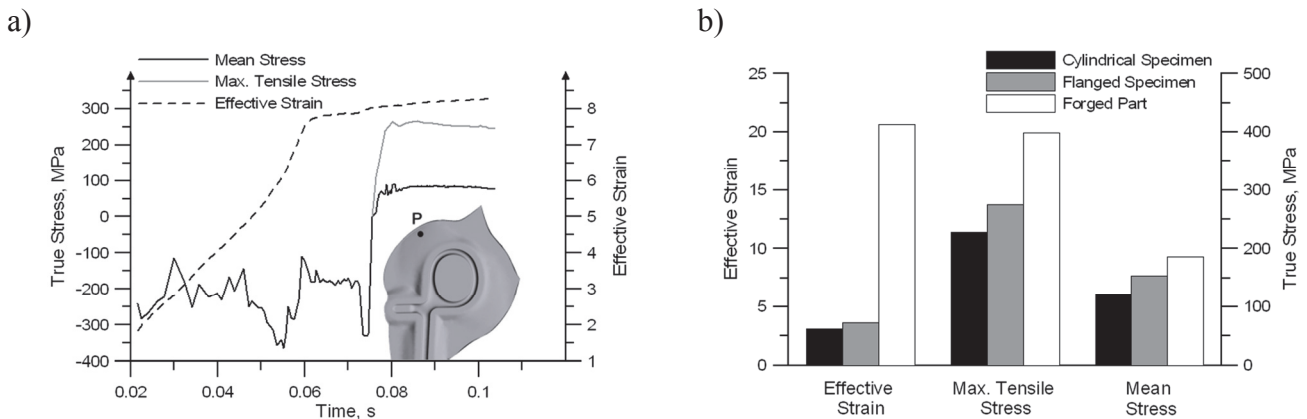 a)
Mean Stress
Max. Tensile Stress
Effective Strain
300
200
100
0
-100
-200
-300
-400
True Stress, MPa
8
7
6
5
4
3
2
1
Effective Strain
P
0.02
0.04
0.06
0.08
0.1
Time, s
b)
Cylindrical Specimen
Flanged Specimen
Forged Part
25
20
15
10
5
0
Effective Strain
500
400
300
200
100
0
True Stress, MPa
Effective
Strain
Max. Tensile
Stress
Mean
Stress